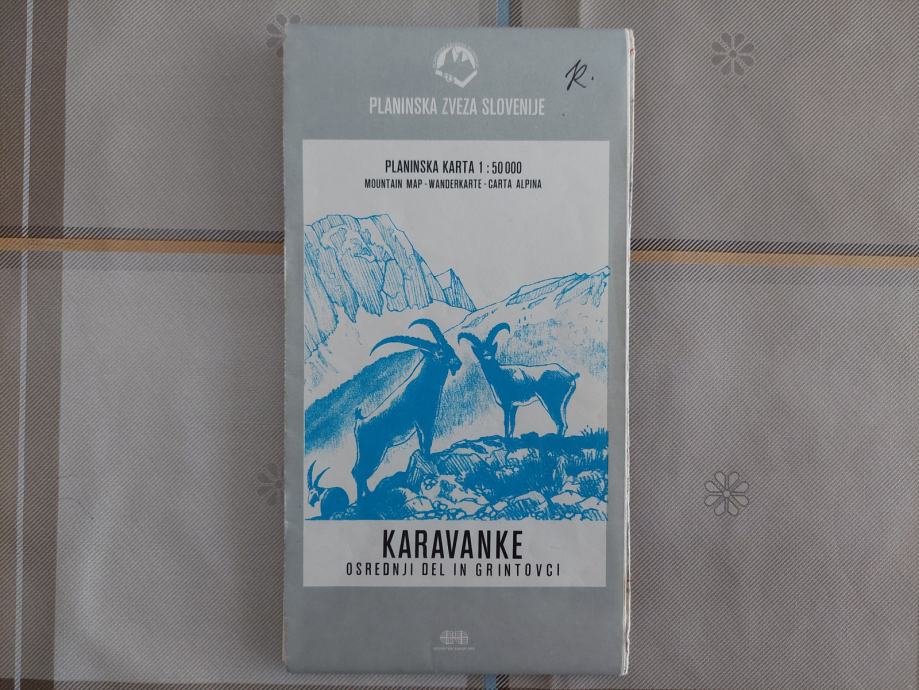 R.
PLANINSKA ZVEZA SLOVENIJE
PLANINSKA KARTA 1 : 50 000
MOUNTAIN MAP · WANDERKARTE · CARTA ALPINA
KARAVANKE
OSREDNJI DEL IN GRINTOVCI